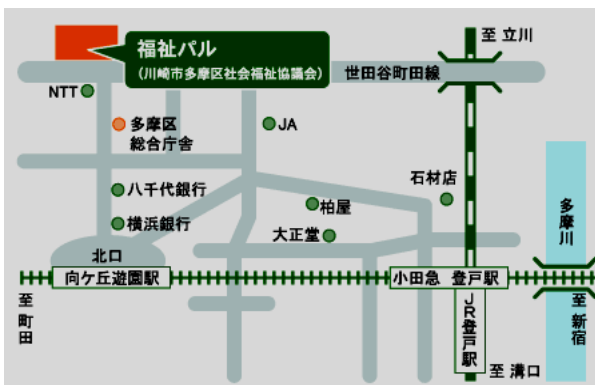 至 立川
福祉パル
(川崎市多摩区社会福祉協議会)
世田谷町田線
NTT
多摩区
総合庁舎
JA
石材店
八千代銀行
柏屋
多摩川
横浜銀行
大正堂
北口
向ケ丘遊園駅
小田急 登戸駅
至 町田
JR登戸駅
至 新宿
至 溝口